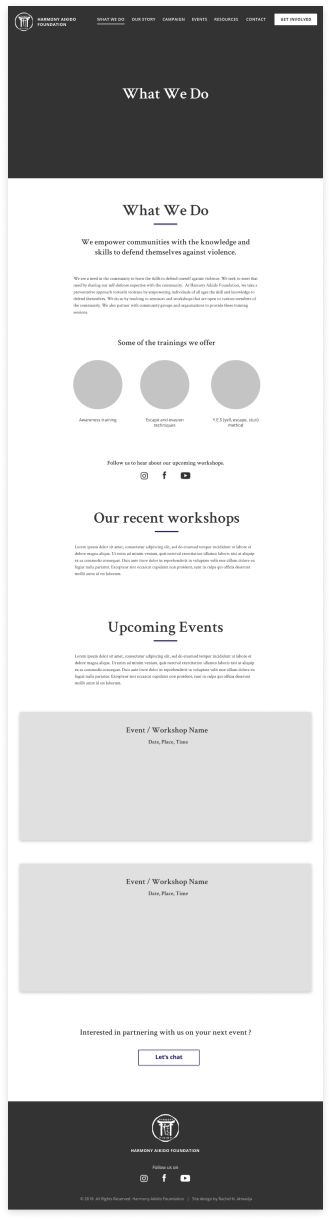 HARMONY AIKIDO
FOUNDATION
WHAT WE DO OUR STORY CAMPAIGN EVENTS RESOURCES CONTACT GET INVOLVED
What We Do
What We Do
We empower communities with the knowledge and
skills to defend themselves against violence.
We see a need in the community to learn the skills to defend oneself against violence. We seek to meet that
need by sharing our self-defense expertise with the community. At Harmony Aikido Foundation, we take a
preventative approach towards violence by empowering individuals of all ages the skill and knowledge to
defend themselves. We do so by teaching in seminars and workshops that are open to various members of
the community. We also partner with community groups and organizations to provide these training
sessions.
Some of the trainings we offer
Awareness training
Escape and evasion
techniques
Y.E.S (yell, escape, stun)
method
Follow us to hear about our upcoming workshops.
Our recent workshops
Lorem ipsum dolor sit amet, consectetur adipiscing elit, sed do eiusmod tempor incididunt ut labore et
dolore magna aliqua. Ut enim ad minim veniam, quis nostrud exercitation ullamco laboris nisi ut aliquip
ex ea commodo consequat. Duis aute irure dolor in reprehenderit in voluptate velit esse cillum dolore eu
fugiat nulla pariatur. Excepteur sint occaecat cupidatat non proident, sunt in culpa qui officia deserunt
mollit anim id est laborum.
Upcoming Events
Lorem ipsum dolor sit amet, consectetur adipiscing elit, sed do eiusmod tempor incididunt ut labore et
dolore magna aliqua. Ut enim ad minim veniam, quis nostrud exercitation ullamco laboris nisi ut aliquip
ex ea commodo consequat. Duis aute irure dolor in reprehenderit in voluptate velit esse cillum dolore eu
fugiat nulla pariatur. Excepteur sint occaecat cupidatat non proident, sunt in culpa qui officia deserunt
mollit anim id est laborum.
Event / Workshop Name
Date, Place, Time
Event / Workshop Name
Date, Place, Time
Interested in partnering with us on your next event ?
Let's chat
HARMONY AIKIDO FOUNDATION
Follow us on
© 2019. All Rights Reserved. Harmony Aikido Foundation | Site design by Rachel N.